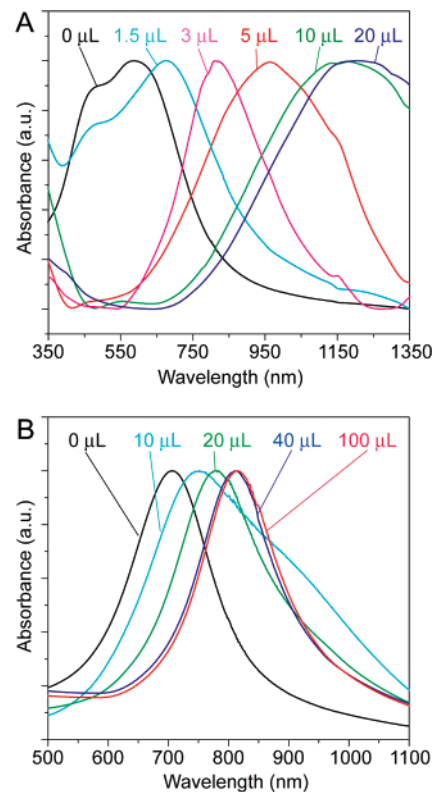 A
0 μL 1.5 μL 3 μL 5 μL 10 μL 20 μL
Absorbance (a.u.)
350 550 750 950 1150 1350
Wavelength (nm)
B
0 μL 10 μL 20 μL 40 μL 100 μL
Absorbance (a.u.)
500 600 700 800 900 1000 1100
Wavelength (nm)